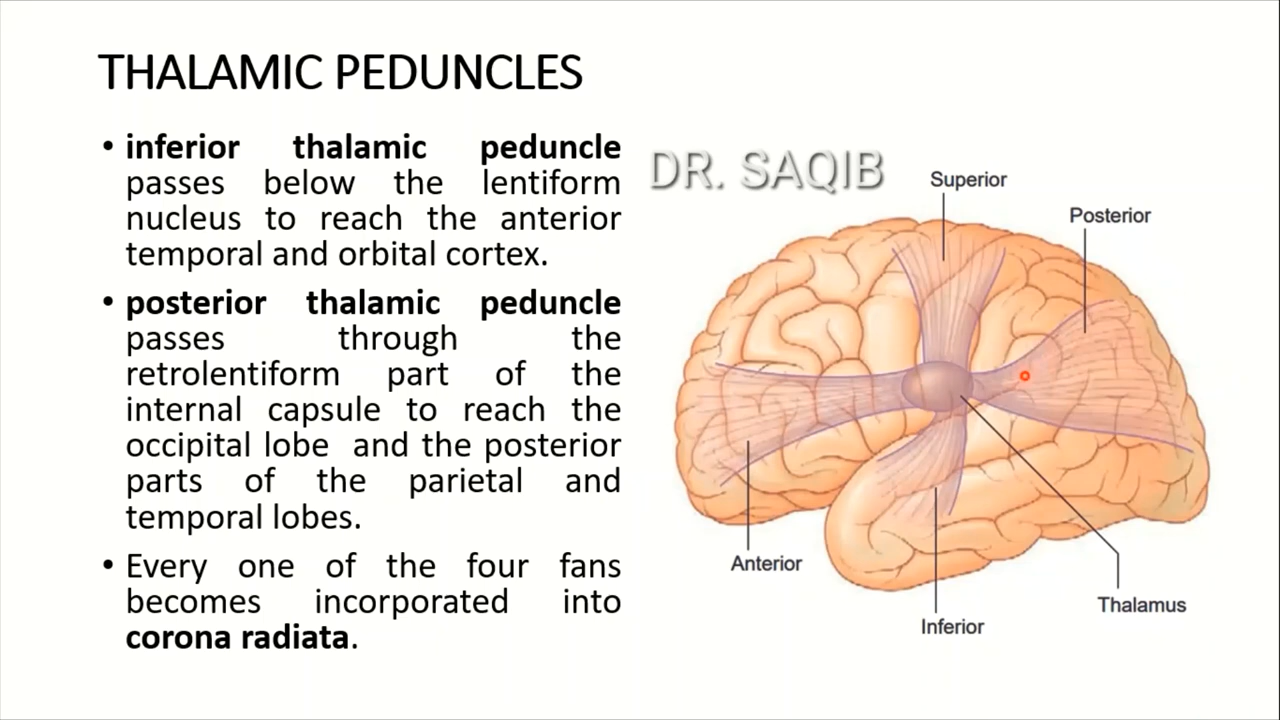 THALAMIC PEDUNCLES
• inferior thalamic peduncle
passes below the lentiform
nucleus to reach the anterior
temporal and orbital cortex.
• posterior thalamic peduncle
passes through the
retrolentiform part of the
internal capsule to reach the
occipital lobe and the posterior
parts of the parietal and
temporal lobes.
• Every one of the four fans
becomes incorporated into
corona radiata.
DR. SAQIB
Superior
Posterior
Anterior
Thalamus
Inferior